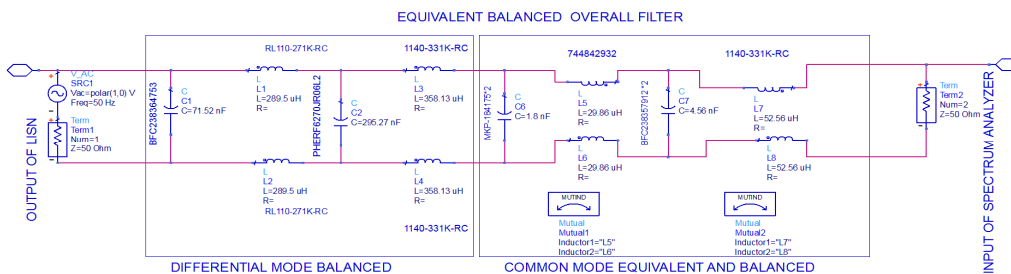 EQUIVALENT BALANCED OVERALL FILTER
RL110-271K-RC
1140-331K-RC
744842932
1140-331K-RC
V_AC
SRC1
Vac=polar(1,0) V
Freq=50 Hz
Term
Term1
Num=1
Z=50 Ohm
OUTPUT OF LISN
BFC238364753
C
C1
C=71.52 nF
L
L1
L=289.5 uH
R=
PHERF6270JR06L2
C
C2
C=295.27 nF
L
L3
L=358.13 uH
R=
MKP-184175*2
C
C6
C=1.8 nF
L
L5
L=29.86 uH
R=
BFC238357912 *2
C
C7
C=4.56 nF
L
L7
L=52.56 uH
R=
Term
Term2
Num=2
Z=50 Ohm
INPUT OF SPECTRUM ANALYZER
L
L2
L=289.5 uH
R=
RL110-271K-RC
L
L4
L=358.13 uH
R=
1140-331K-RC
L
L6
L=29.86 uH
R=
L
L8
L=52.56 uH
R=
MUTIND
Mutual
Mutual1
Inductor1="L5"
Inductor2="L6"
MUTIND
Mutual
Mutual2
Inductor1="L7"
Inductor2="L8"
DIFFERENTIAL MODE BALANCED
COMMON MODE EQUIVALENT AND BALANCED